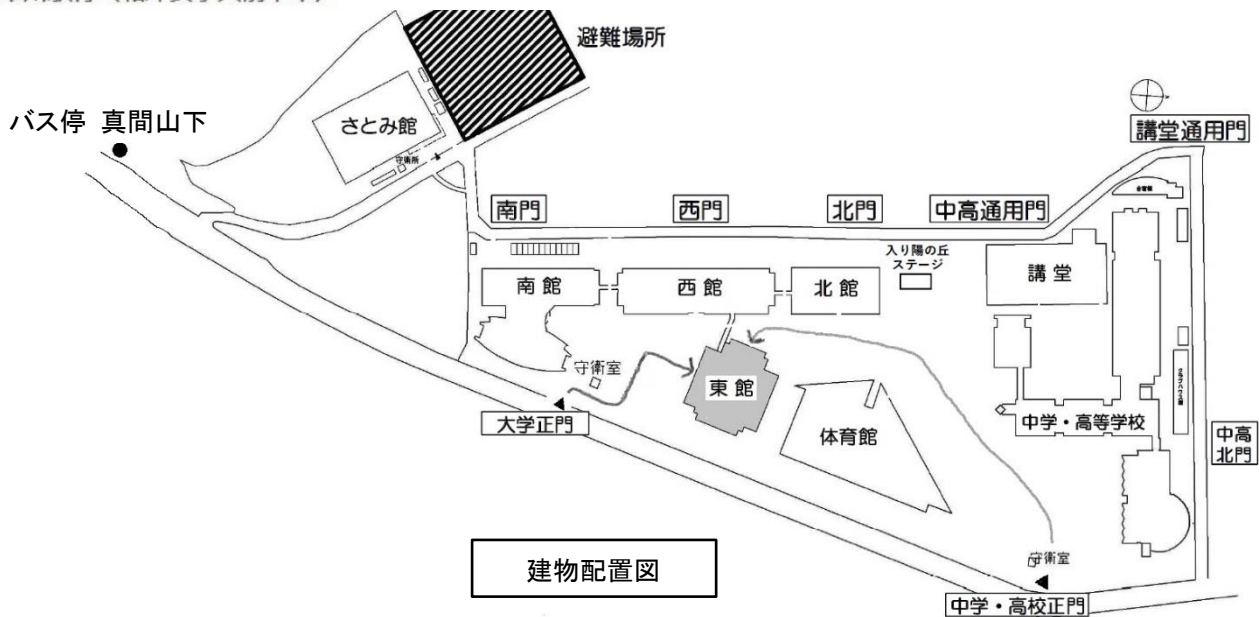 避難場所
バス停 真間山下
さとみ館
守衛所
講堂通用門
南門
西門
北門
中高通用門
入り陽の丘
ステージ
南館
西館
北館
講堂
守衛室
東館
大学正門
体育館
中学・高等学校
中高
北門
建物配置図
守衛室
中学・高校正門